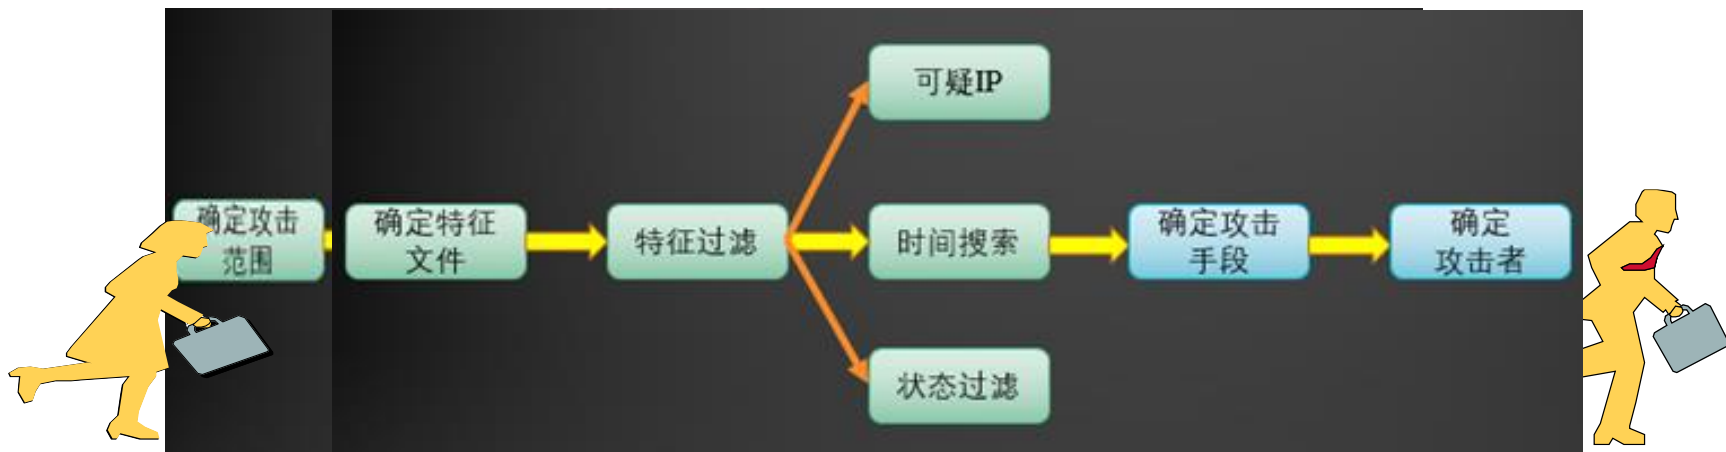 可疑IP
确定攻击
范围
确定特征
文件
特征过滤
时间搜索
确定攻击
手段
确定
攻击者
状态过滤